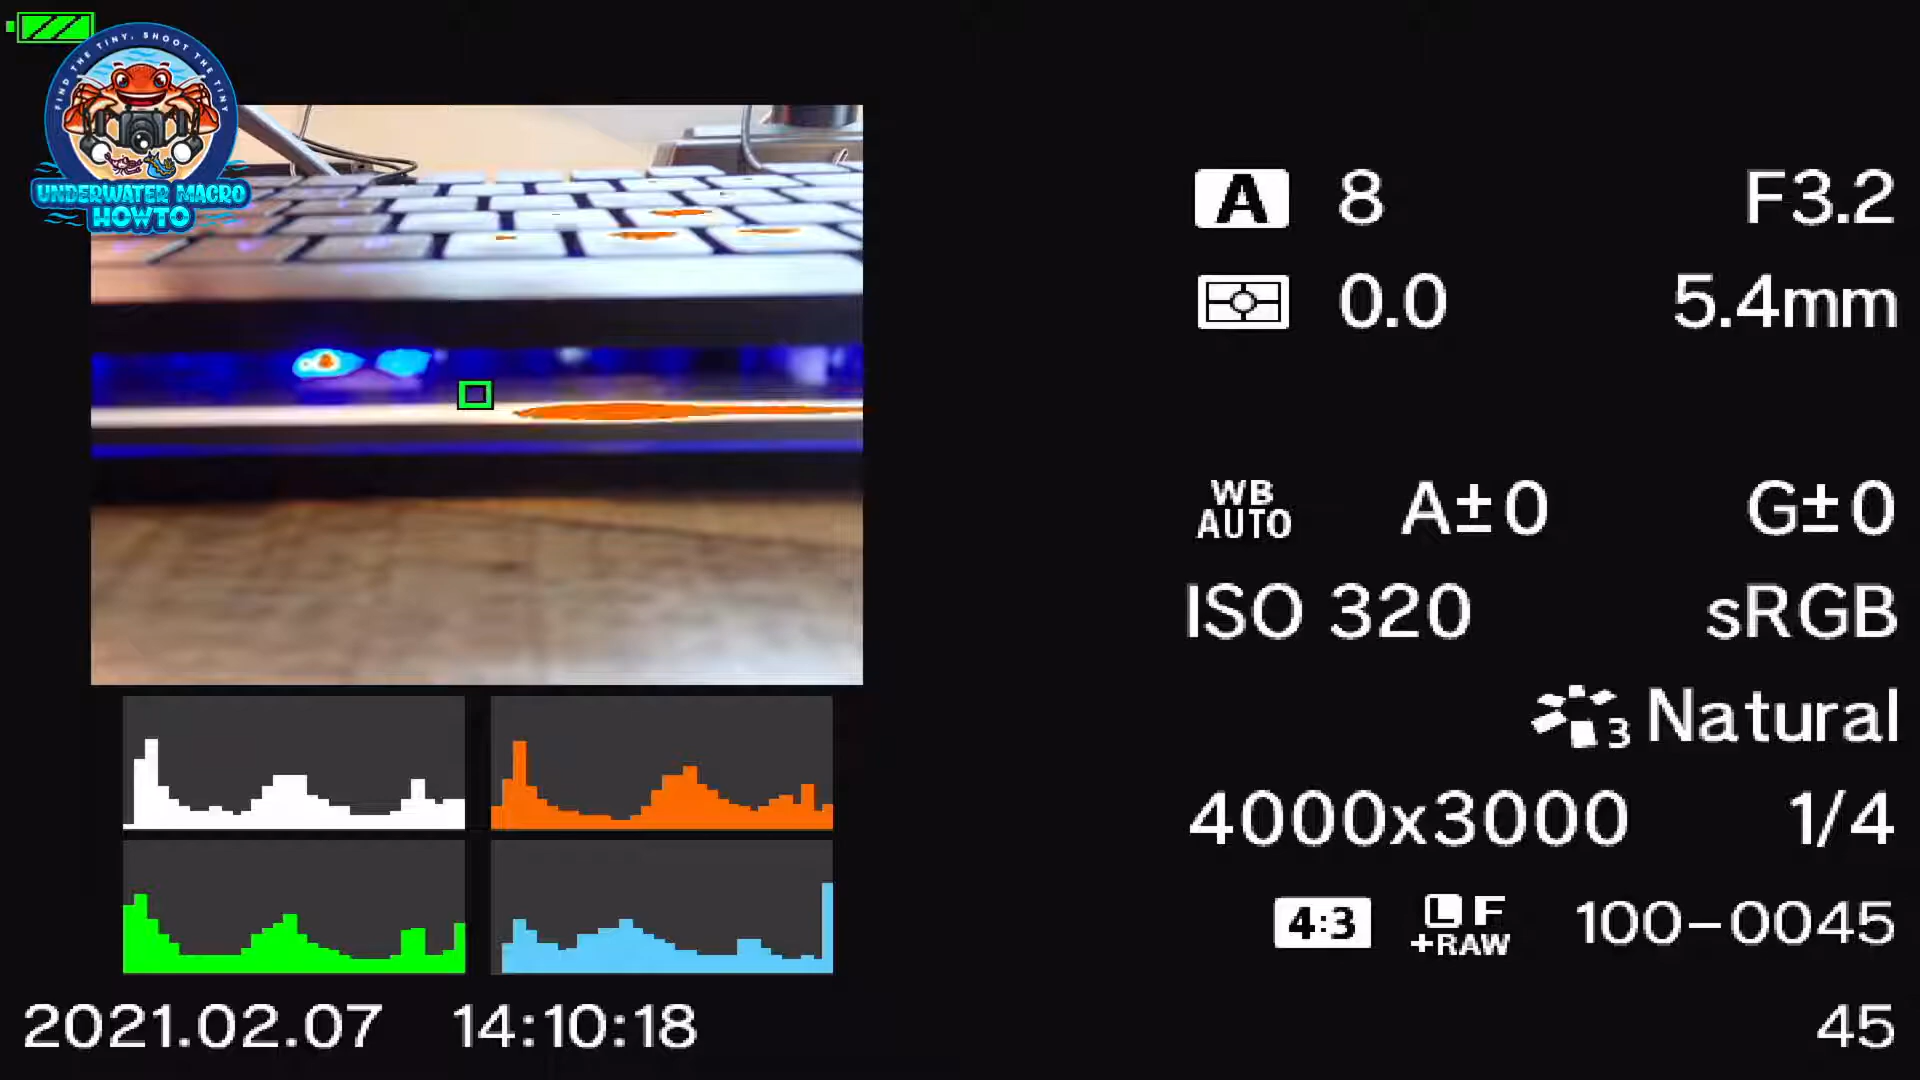 FIND THE TINY, SHOOT THE TINY
UNDERWATER MACRO
HOWTO
A 8 F3.2
0.0 5.4mm
WB AUTO A±0 G±0
ISO 320 sRGB
3 Natural
4000x3000 1/4
4:3 L F +RAW 100-0045
2021.02.07 14:10:18 45